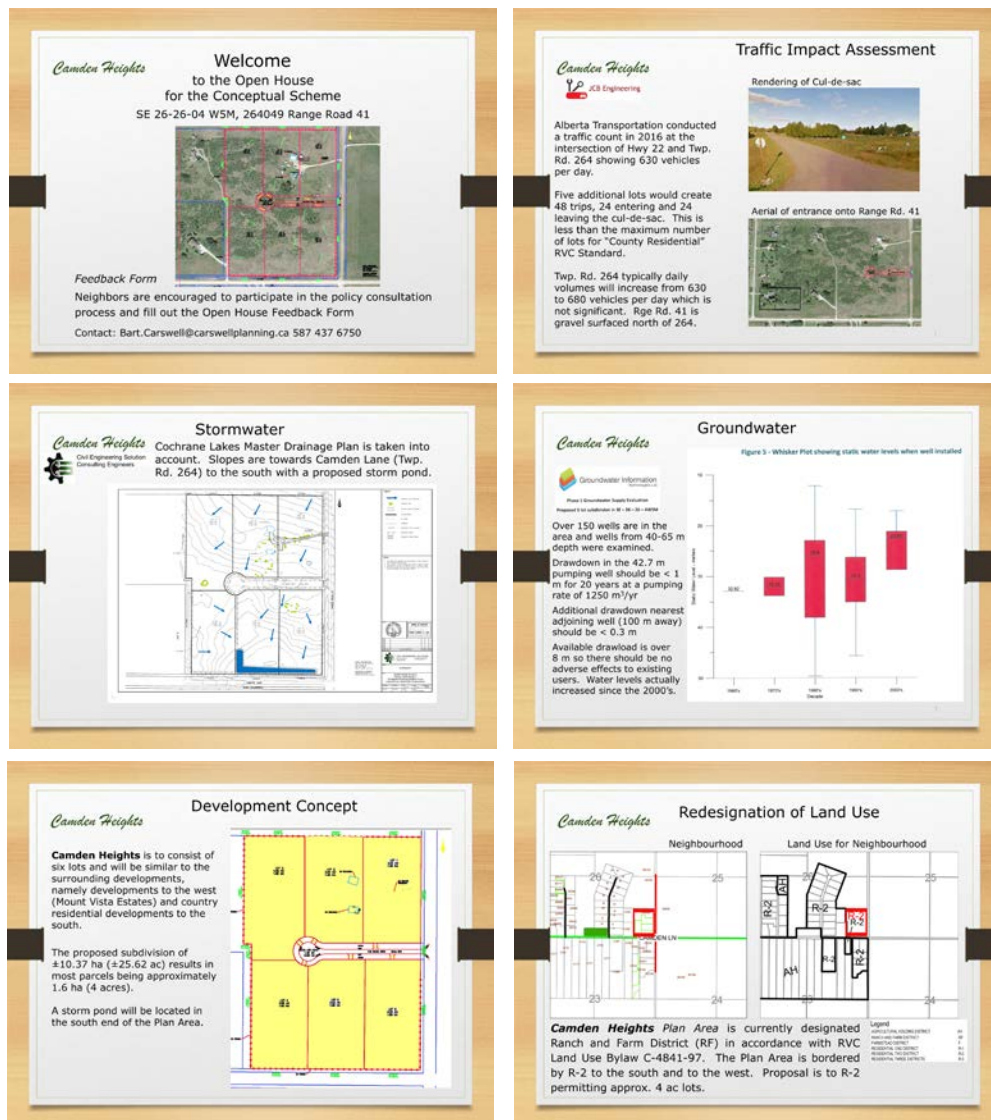 Camden Heights
Welcome
to the Open House
for the Conceptual Scheme
SE 26-26-04 W5M, 264049 Range Road 41
Feedback Form
Neighbors are encouraged to participate in the policy consultation
process and fill out the Open House Feedback Form
Contact: Bart.Carswell@carswellplanning.ca 587 437 6750
Traffic Impact Assessment
Camden Heights
JCB Engineering
Rendering of Cul-de-sac
Alberta Transportation conducted
a traffic count in 2016 at the
intersection of Hwy 22 and Twp.
Rd. 264 showing 630 vehicles
per day.
Five additional lots would create
48 trips, 24 entering and 24
leaving the cul-de-sac. This is
less than the maximum number
of lots for "County Residential"
RVC Standard.
Twp. Rd. 264 typically daily
volumes will increase from 630
to 680 vehicles per day which is
not significant. Rge Rd. 41 is
gravel surfaced north of 264.
Aerial of entrance onto Range Rd. 41
Stormwater
Camden Heights
Civil Engineering Solution
Consulting Engineers
Cochrane Lakes Master Drainage Plan is taken into
account. Slopes are towards Camden Lane (Twp.
Rd. 264) to the south with a proposed storm pond.
Groundwater
Camden Heights
Groundwater Information
Figure 5 - Whisker Plot showing static water levels when well installed
Over 150 wells are in the
area and wells from 40-65 m
depth were examined.
Drawdown in the 42.7 m
pumping well should be < 1
m for 20 years at a pumping
rate of 1250 m³/yr
Additional drawdown nearest
adjoining well (100 m away)
should be < 0.3 m
Available drawload is over
8 m so there should be no
adverse effects to existing
users. Water levels actually
increased since the 2000's.
Decade
Development Concept
Camden Heights
Camden Heights is to consist of
six lots and will be similar to the
surrounding developments,
namely developments to the west
(Mount Vista Estates) and country
residential developments to the
south.
The proposed subdivision of
±10.37 ha (±25.62 ac) results in
most parcels being approximately
1.6 ha (4 acres).
A storm pond will be located in
the south end of the Plan Area.
Redesignation of Land Use
Camden Heights
Neighbourhood
Land Use for Neighbourhood
26
25
CAMDEN LN
23
24
26
25
AH
R-2
R-2
R-2
AH
R-2
R-2
23
24
Legend
Camden Heights Plan Area is currently designated
Ranch and Farm District (RF) in accordance with RVC
Land Use Bylaw C-4841-97. The Plan Area is bordered
by R-2 to the south and to the west. Proposal is to R-2
permitting approx. 4 ac lots.